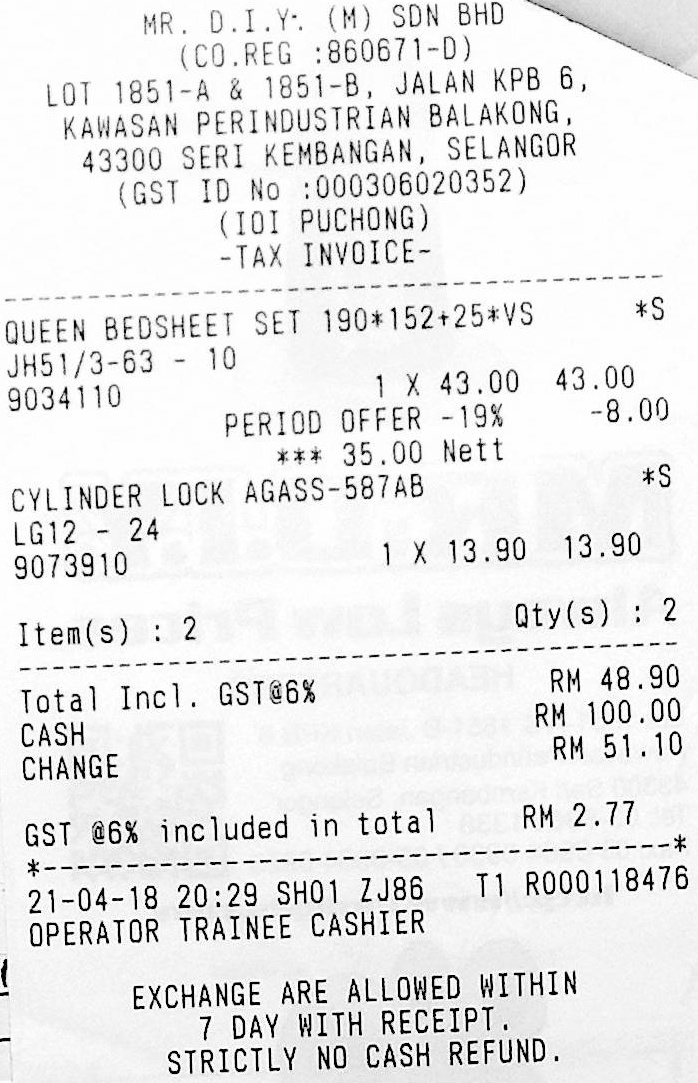 MR. D.I.Y. (M) SDN BHD
(CO.REG :860671-D)
LOT 1851-A & 1851-B, JALAN KPB 6,
KAWASAN PERINDUSTRIAN BALAKONG,
43300 SERI KEMBANGAN, SELANGOR
(GST ID No :000306020352)
(IOI PUCHONG)
-TAX INVOICE-
QUEEN BEDSHEET SET 190*152+25*VS *S
JH51/3-63 - 10
9034110 1 X 43.00 43.00
PERIOD OFFER -19% -8.00
*** 35.00 Nett
CYLINDER LOCK AGASS-587AB *S
LG12 - 24
9073910 1 X 13.90 13.90
Item(s) : 2 Qty(s) : 2
Total Incl. GST@6% RM 48.90
CASH RM 100.00
CHANGE RM 51.10
GST @6% included in total RM 2.77
21-04-18 20:29 SH01 ZJ86 T1 R000118476
OPERATOR TRAINEE CASHIER
EXCHANGE ARE ALLOWED WITHIN
7 DAY WITH RECEIPT.
STRICTLY NO CASH REFUND.